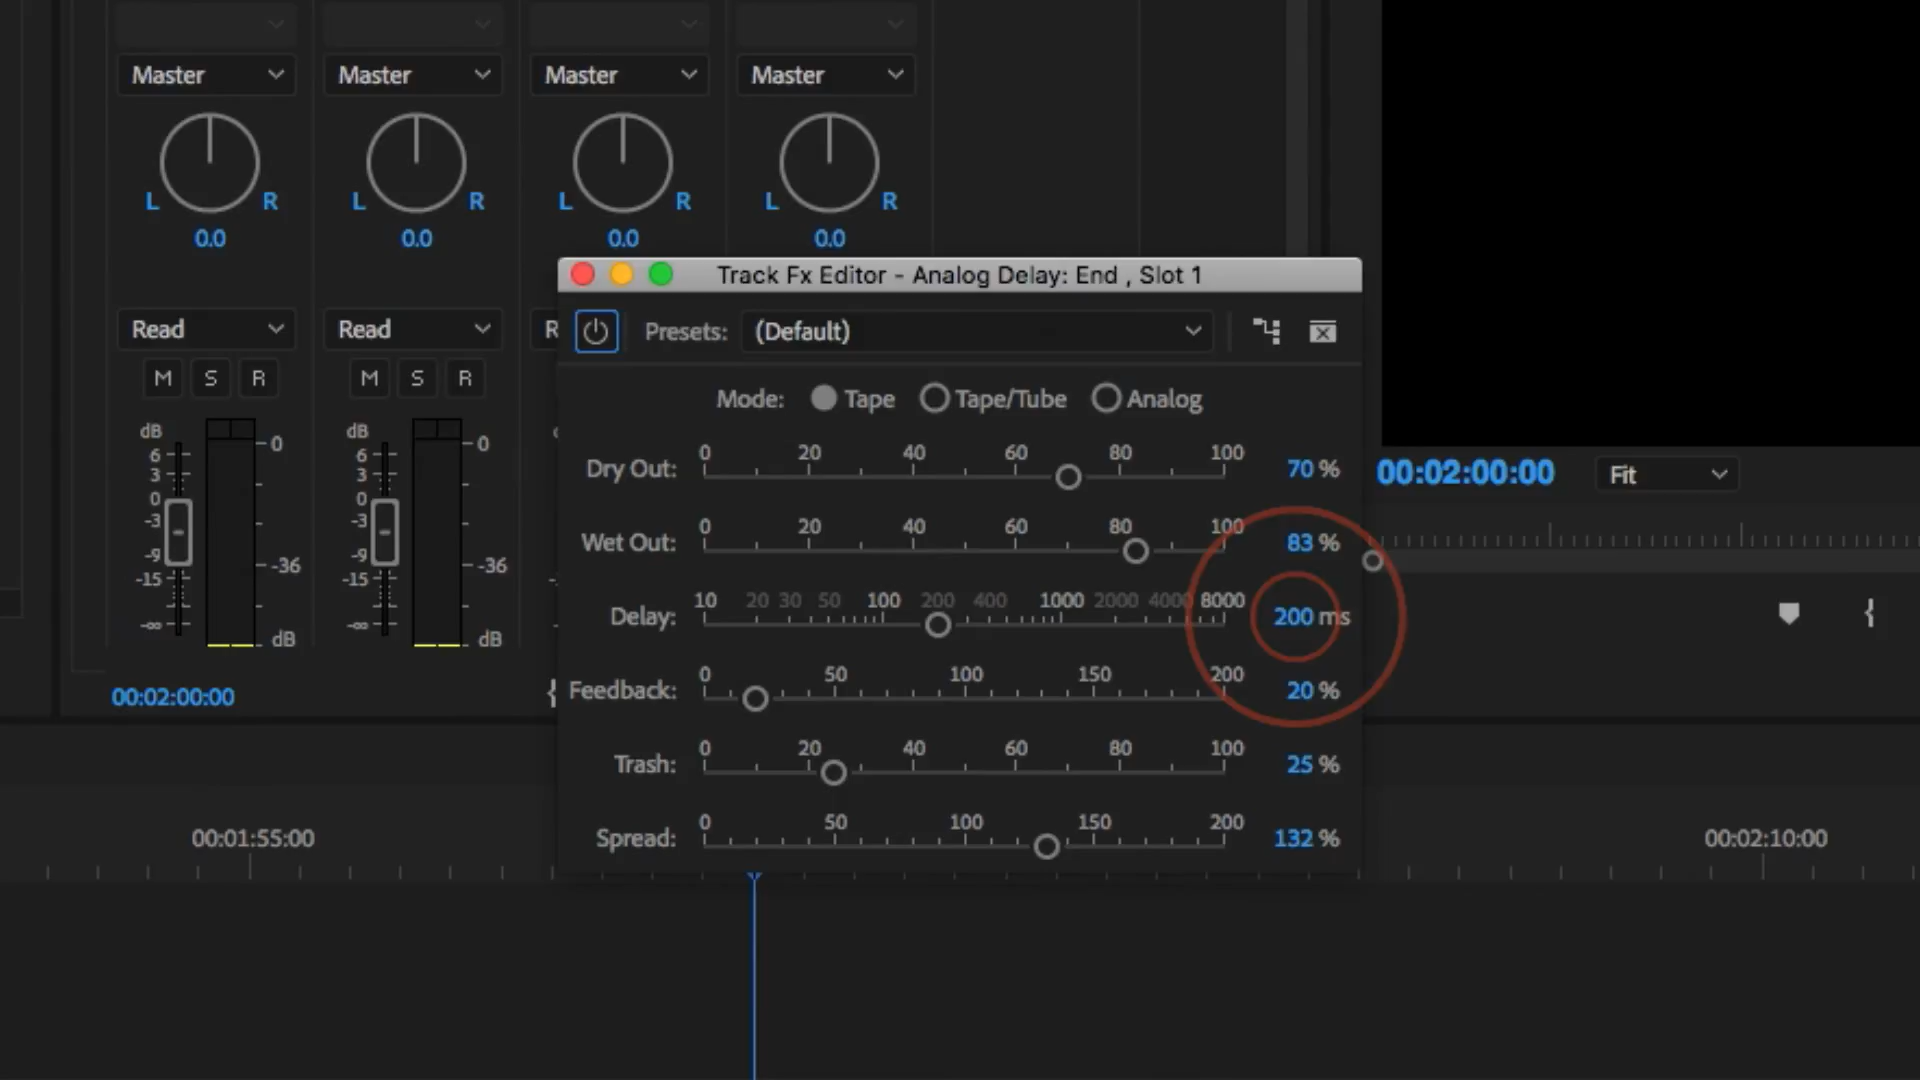 Master Master Master Master
L R L R L R L R
0.0 0.0 0.0 0.0
Track Fx Editor - Analog Delay: End , Slot 1
Read Read R Presets: (Default)
M S R M S R
Mode: Tape Tape/Tube Analog
dB 6 3 0 -3 -9 -15 -∞ 0 -36 dB
dB 6 3 0 -3 -9 -15 -∞ 0 -36 dB
0 20 40 60 80 100
Dry Out: 70 %
0 20 40 60 80 100
Wet Out: 83 %
10 20 30 50 100 200 400 1000 2000 4000 8000
Delay: 200 ms
0 50 100 150 200
Feedback: 20 %
0 20 40 60 80 100
Trash: 25 %
0 50 100 150 200
Spread: 132 %
00:02:00:00 Fit
00:02:00:00
00:01:55:00 00:02:10:00